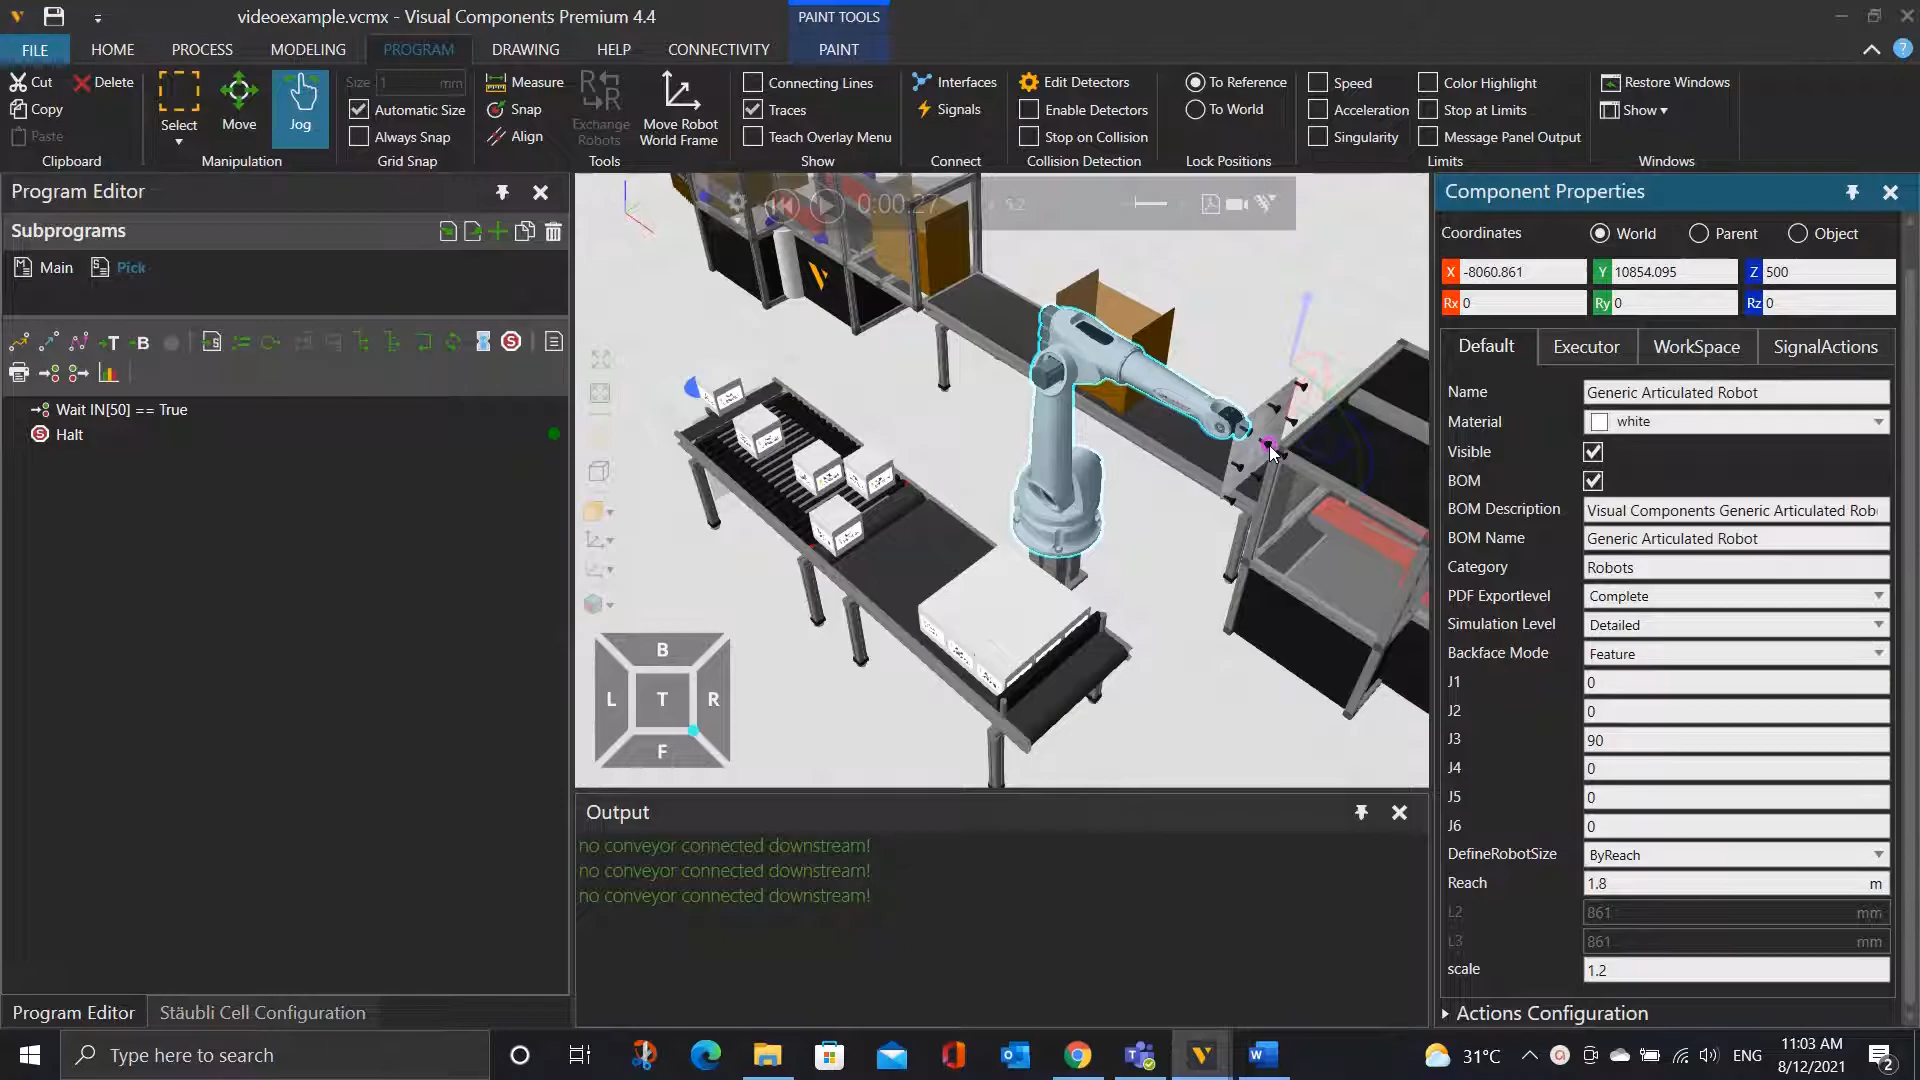 videoexample.vcmx - Visual Components Premium 4.4
PAINT TOOLS
FILE HOME PROCESS MODELING PROGRAM DRAWING HELP CONNECTIVITY PAINT
Cut Delete
Copy
Paste
Clipboard
Select
Move
Jog
Manipulation
Size 1 mm
Automatic Size
Always Snap
Grid Snap
Measure
Snap
Align
Exchange
Robots
Move Robot
World Frame
Tools
Connecting Lines
Traces
Teach Overlay Menu
Show
Interfaces
Signals
Connect
Edit Detectors
Enable Detectors
Stop on Collision
Collision Detection
To Reference
To World
Lock Positions
Speed
Acceleration
Singularity
Color Highlight
Stop at Limits
Message Panel Output
Limits
Restore Windows
Show
Windows
Program Editor
Subprograms
Main Pick
Wait IN[50] == True
Halt
Program Editor Stäubli Cell Configuration
0:00:27
5.2
B
L T R
F
Output
no conveyor connected downstream!
no conveyor connected downstream!
no conveyor connected downstream!
Component Properties
Coordinates World Parent Object
X -8060.861 Y 10854.095 Z 500
Rx 0 Ry 0 Rz 0
Default Executor WorkSpace SignalActions
Name Generic Articulated Robot
Material white
Visible
BOM
BOM Description Visual Components Generic Articulated Rob
BOM Name Generic Articulated Robot
Category Robots
PDF Exportlevel Complete
Simulation Level Detailed
Backface Mode Feature
J1 0
J2 0
J3 90
J4 0
J5 0
J6 0
DefineRobotSize ByReach
Reach 1.8 m
L2 861 mm
L3 861 mm
scale 1.2
Actions Configuration
Type here to search
31°C
ENG
11:03 AM
8/12/2021
2